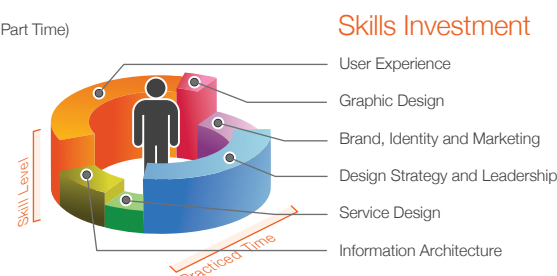 Part Time)
Skills Investment
User Experience
Graphic Design
Brand, Identity and Marketing
Design Strategy and Leadership
Service Design
Information Architecture
Skill Level
Practiced Time